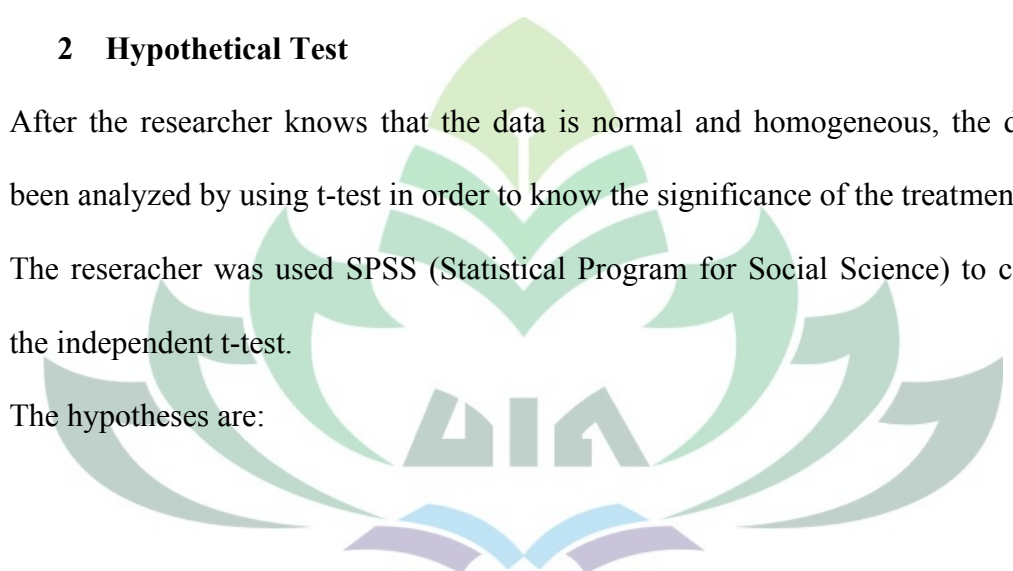 2 Hypothetical Test
After the researcher knows that the data is normal and homogeneous, the
been analyzed by using t-test in order to know the significance of the treatmen
The reseracher was used SPSS (Statistical Program for Social Science) to
the independent t-test.
The hypotheses are:
UIN